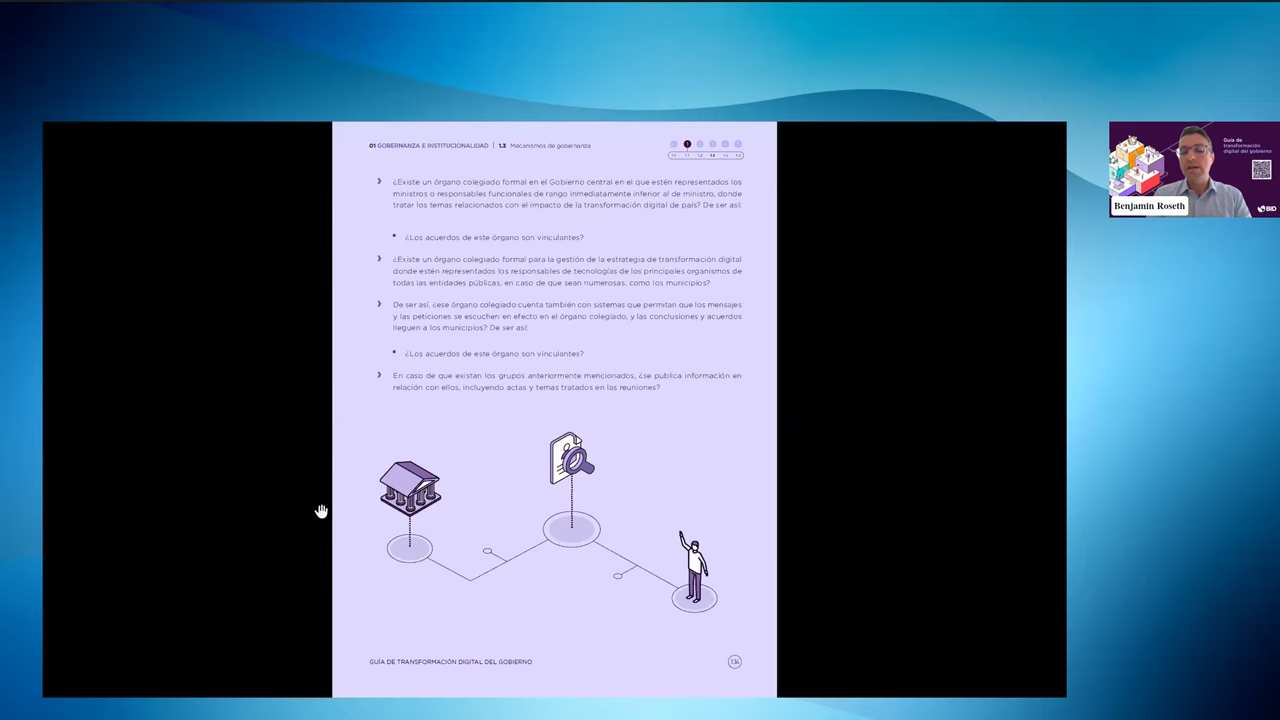 01 GOBERNANZA E INSTITUCIONALIDAD | 1.3 Mecanismos de gobernanza
¿Existe un órgano colegiado formal en el Gobierno central en el que estén representados los
ministros o responsables funcionales de rango inmediatamente inferior al de ministro, donde
tratar los temas relacionados con el impacto de la transformación digital de país? De ser así:
¿Los acuerdos de este órgano son vinculantes?
¿Existe un órgano colegiado formal para la gestión de la estrategia de transformación digital
donde estén representados los responsables de tecnologías de los principales organismos de
todas las entidades públicas, en caso de que sean numerosas, como los municipios?
De ser así, ¿ese órgano colegiado cuenta también con sistemas que permitan que los mensajes
y las peticiones se escuchen en efecto en el órgano colegiado, y las conclusiones y acuerdos
lleguen a los municipios? De ser así:
¿Los acuerdos de este órgano son vinculantes?
En caso de que existan los grupos anteriormente mencionados, ¿se publica información en
relación con ellos, incluyendo actas y temas tratados en las reuniones?
GUÍA DE TRANSFORMACIÓN DIGITAL DEL GOBIERNO
134
Guía de
transformación
digital del gobierno
Benjamin Roseth
BID